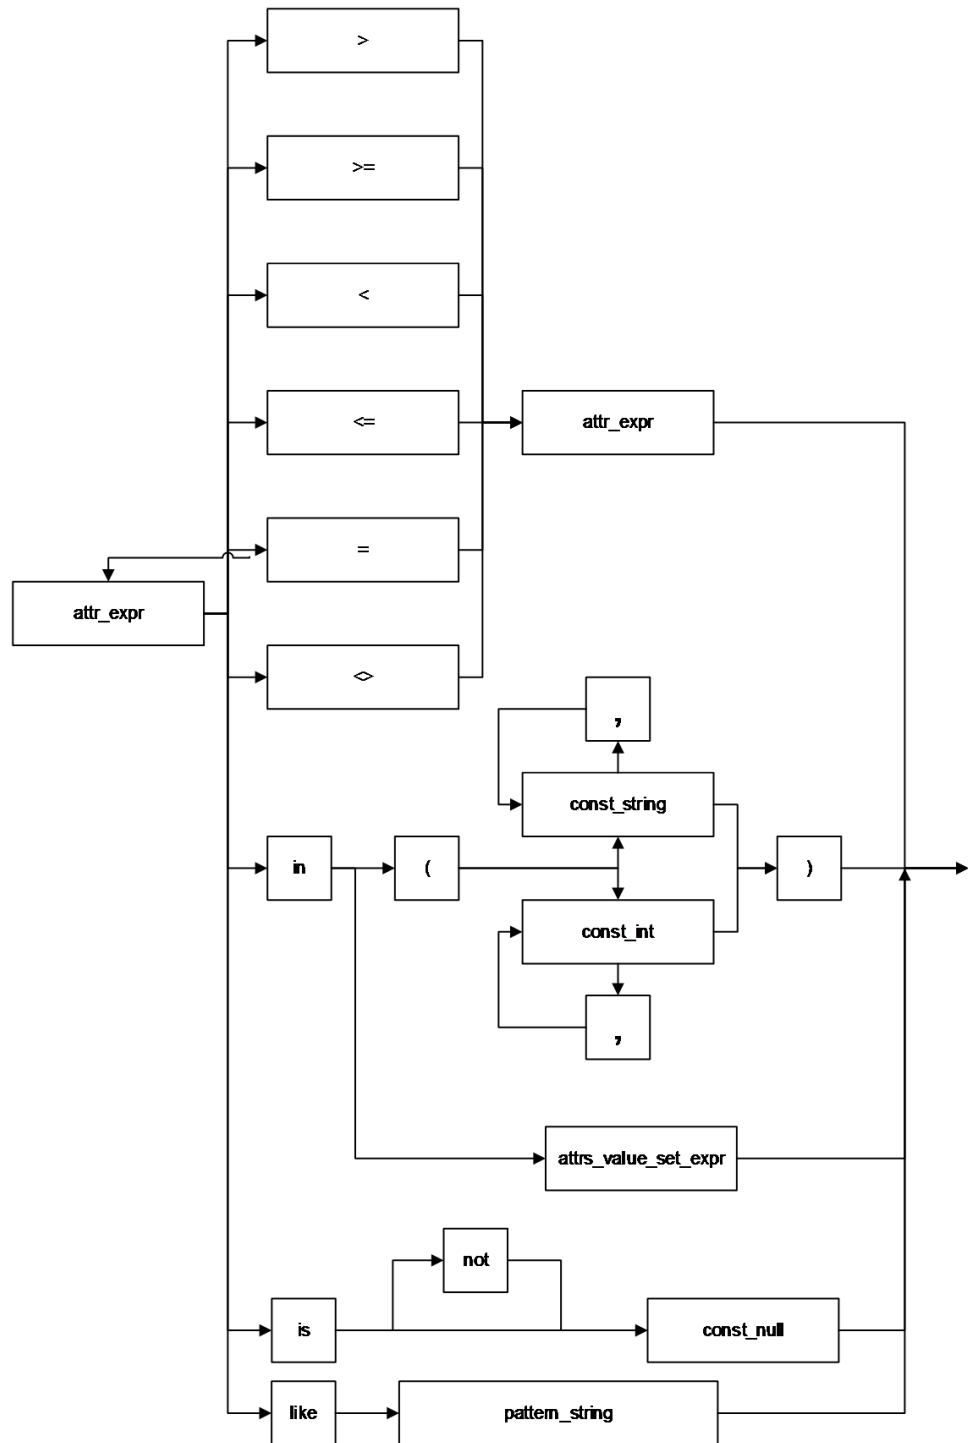 >
>=
<
<=
attr_expr
=
attr_expr
<>
,
const_string
in
(
)
const_int
,
attrs_value_set_expr
not
is
const_null
like
pattern_string